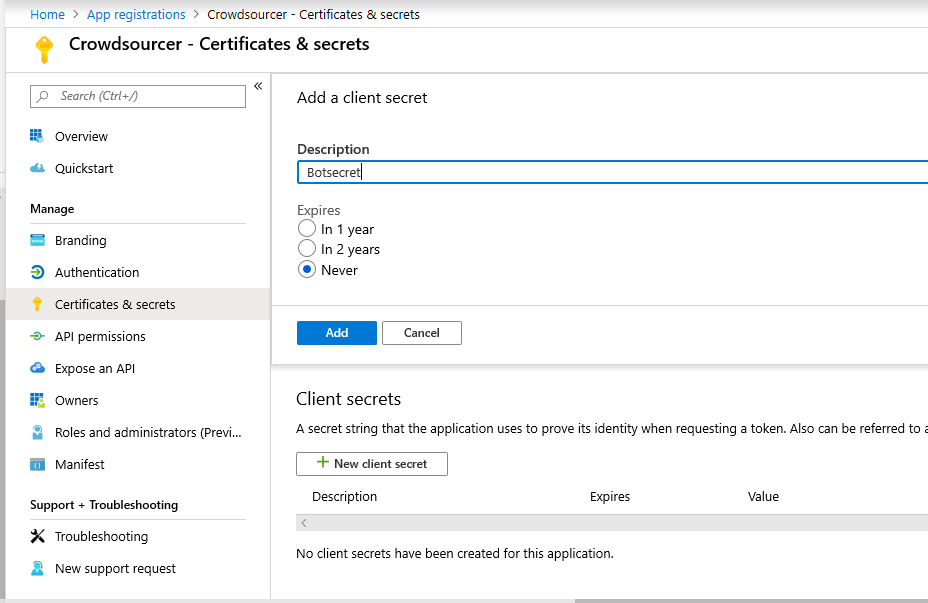 Home > App registrations > Crowdsourcer - Certificates & secrets
Crowdsourcer - Certificates & secrets
Search (Ctrl+/)
«
Overview
Quickstart
Manage
Branding
Authentication
Certificates & secrets
API permissions
Expose an API
Owners
Roles and administrators (Previ...
Manifest
Support + Troubleshooting
Troubleshooting
New support request
Add a client secret
Description
Botsecret
Expires
In 1 year
In 2 years
Never
Add Cancel
Client secrets
A secret string that the application uses to prove its identity when requesting a token. Also can be referred to a
+ New client secret
Description Expires Value
No client secrets have been created for this application.